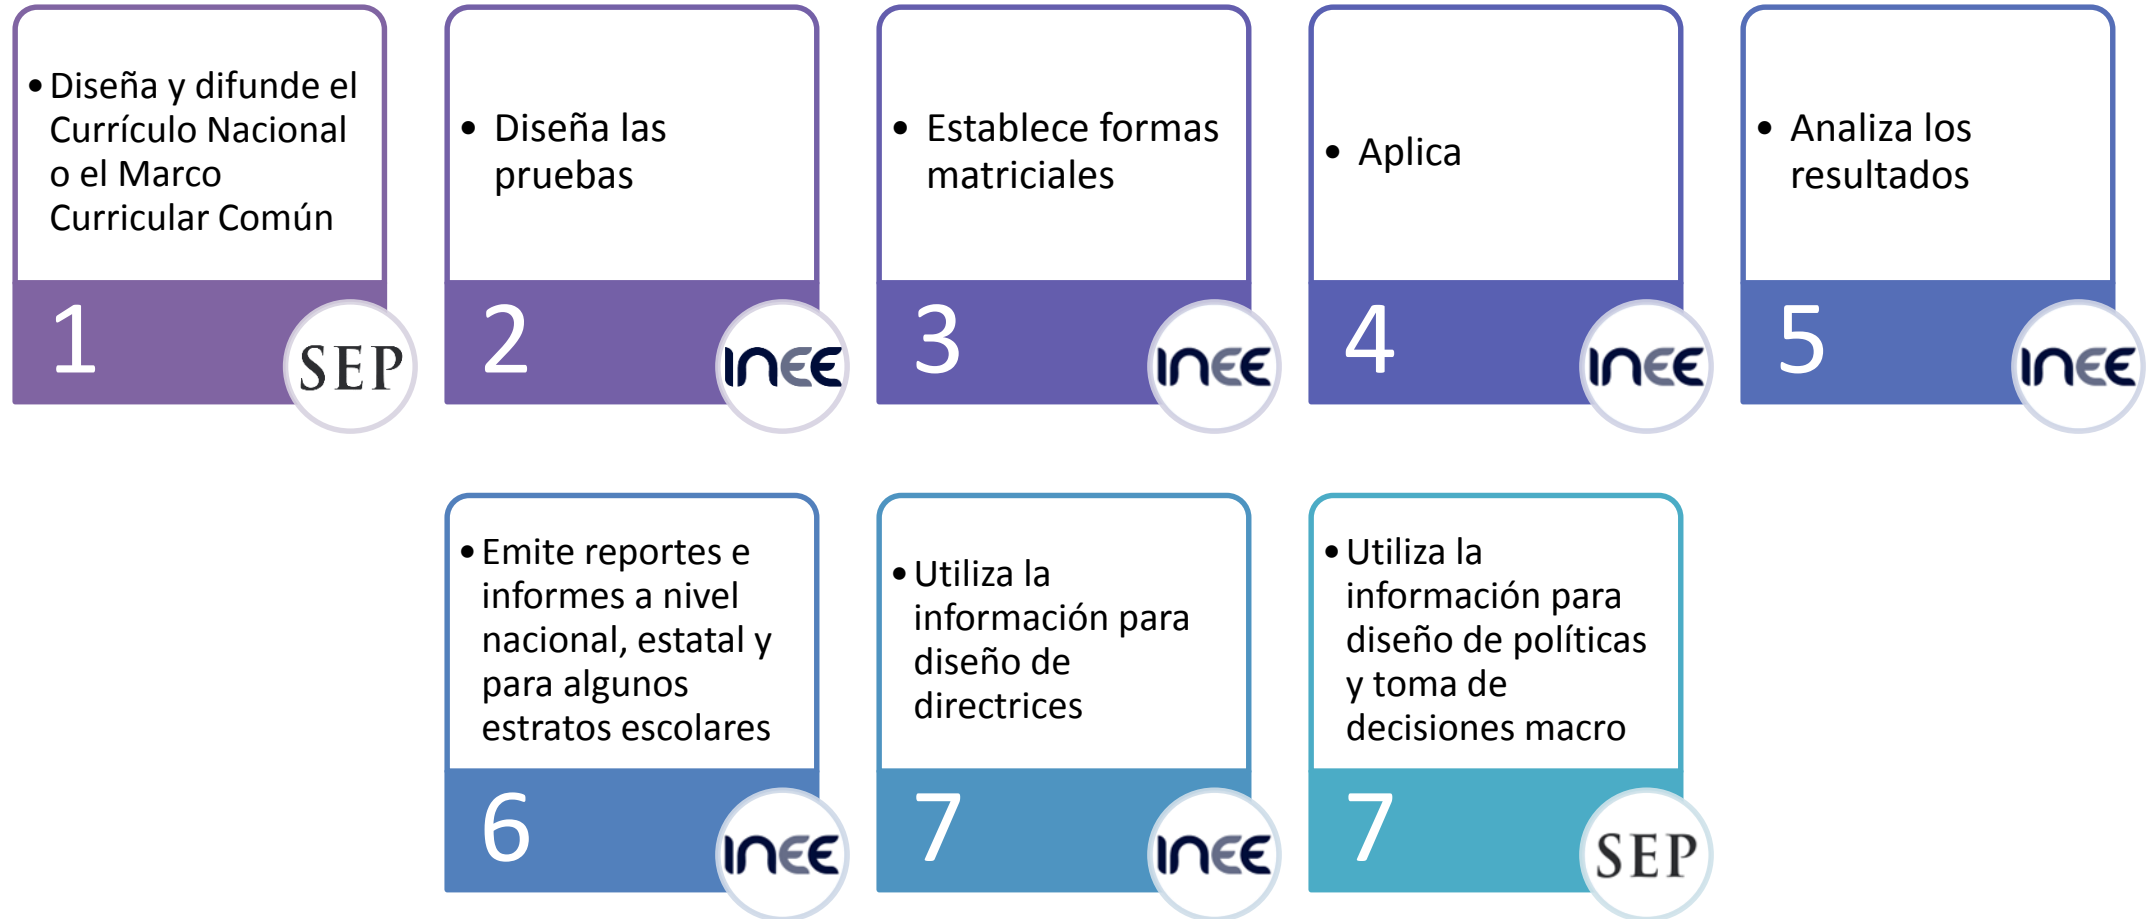 •Diseña y difunde el
Currículo Nacional
o el Marco
Curricular Común
1
SEP
• Diseña las
pruebas
2
INEE
• Establece formas
matriciales
3
INEE
• Aplica
4
INEE
• Analiza los
resultados
5
INEE
•Emite reportes e
informes a nivel
nacional, estatal y
para algunos
estratos escolares
6
INEE
•Utiliza la
información para
diseño de
directrices
7
INEE
•Utiliza la
información para
diseño de políticas
y toma de
decisiones macro
7
SEP